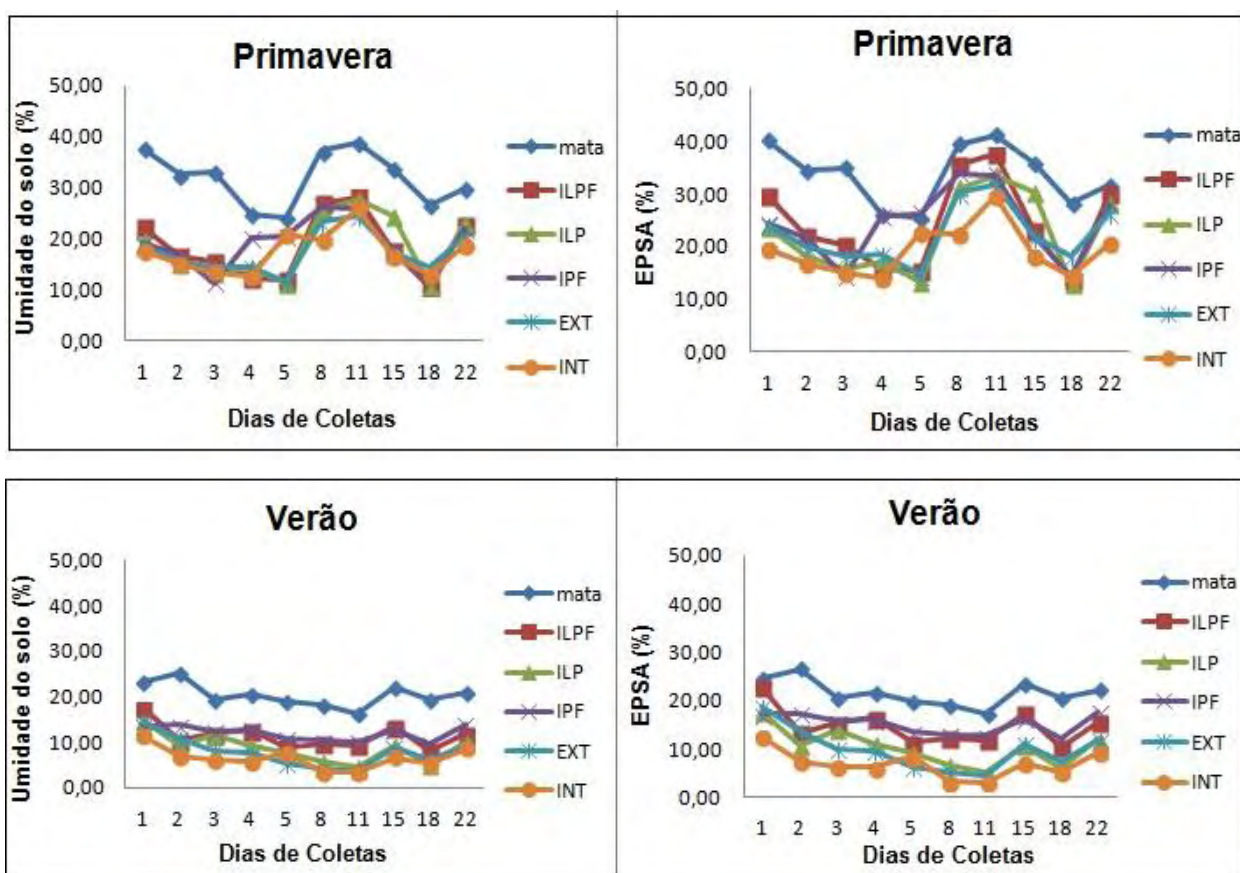 Primavera
Umidade do solo (%)
50,00
40,00
30,00
20,00
10,00
0,00
1 2 3 4 5 8 11 15 18 22
Dias de Coletas
mata
ILPF
ILP
IPF
EXT
INT
Primavera
EPSA (%)
50,00
40,00
30,00
20,00
10,00
0,00
1 2 3 4 5 8 11 15 18 22
Dias de Coletas
mata
ILPF
ILP
IPF
EXT
INT
Verão
Umidade do solo (%)
50,00
40,00
30,00
20,00
10,00
0,00
1 2 3 4 5 8 11 15 18 22
Dias de Coletas
mata
ILPF
ILP
IPF
EXT
INT
Verão
EPSA (%)
50,00
40,00
30,00
20,00
10,00
0,00
1 2 3 4 5 8 11 15 18 22
Dias de Coletas
mata
ILPF
ILP
IPF
EXT
INT